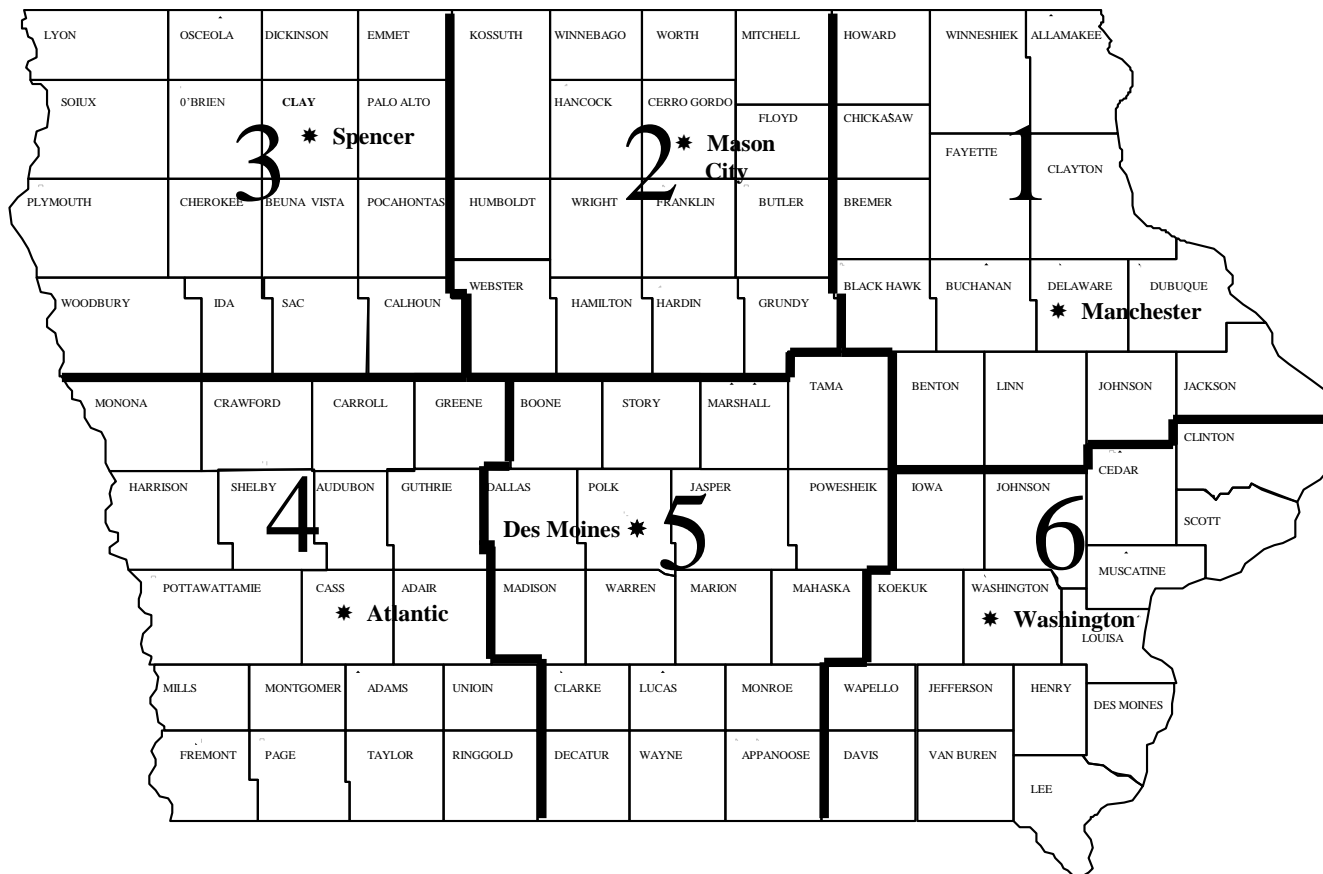 LYON OSCEOLA DICKINSON EMMET KOSSUTH WINNEBAGO WORTH MITCHELL HOWARD WINNESHIEK ALLAMAKEE
SOIUX 0'BRIEN CLAY PALO ALTO HANCOCK CERRO GORDO FLOYD CHICKASAW
3 Spencer 2 Mason City 1
FAYETTE CLAYTON
PLYMOUTH CHEROKEE BEUNA VISTA POCAHONTAS HUMBOLDT WRIGHT FRANKLIN BUTLER BREMER
WEBSTER BLACK HAWK BUCHANAN DELAWARE DUBUQUE
WOODBURY IDA SAC CALHOUN HAMILTON HARDIN GRUNDY
Manchester
TAMA BENTON LINN JOHNSON JACKSON
MONONA CRAWFORD CARROLL GREENE BOONE STORY MARSHALL
CLINTON
CEDAR
HARRISON SHELBY AUDUBON GUTHRIE DALLAS POLK JASPER POWESHEIK IOWA JOHNSON
4 Des Moines 5 6
SCOTT
MUSCATINE
POTTAWATTAMIE CASS ADAIR MADISON WARREN MARION MAHASKA KOEKUK WASHINGTON
Atlantic Washington
LOUISA
MILLS MONTGOMER ADAMS UNIOIN CLARKE LUCAS MONROE WAPELLO JEFFERSON HENRY
DES MOINES
FREMONT PAGE TAYLOR RINGGOLD DECATUR WAYNE APPANOOSE DAVIS VAN BUREN
LEE